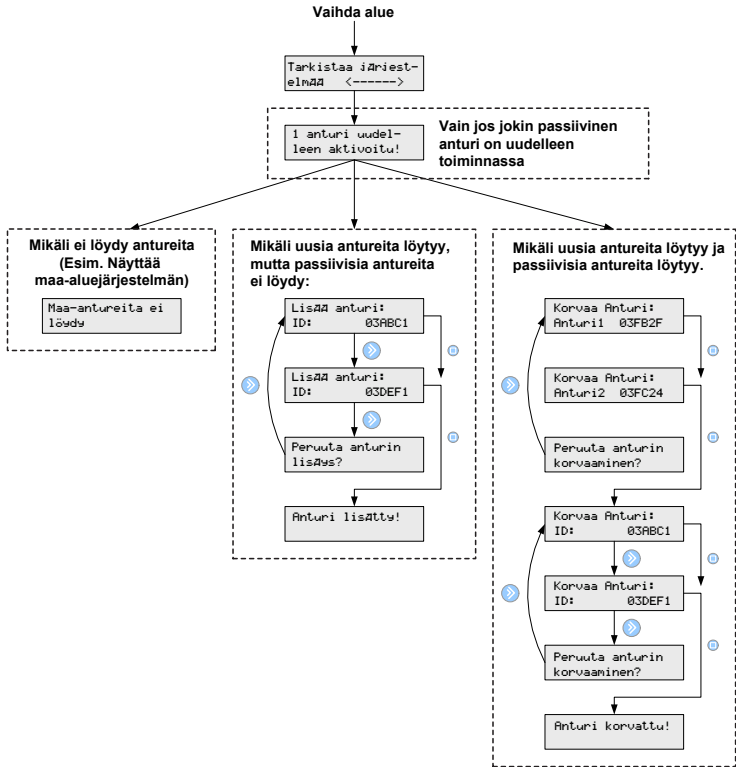 Vaihda alue
Tarkistaa jÄriest-
elmÄÄ <------>
1 anturi uudel-
leen aktivoitu!
Vain jos jokin passiivinen
anturi on uudelleen
toiminnassa
Mikäli ei löydy antureita
(Esim. Näyttää
maa-aluejärjestelmän)
Maa-antureita ei
löydy
Mikäli uusia antureita löytyy,
mutta passiivisia antureita
ei löydy:
LisÄÄ anturi:
ID: 03ABC1
LisÄÄ anturi:
ID: 03DEF1
Peruuta anturin
lisÄys?
Anturi lisÄtty!
Mikäli uusia antureita löytyy ja
passiivisia antureita löytyy.
Korvaa Anturi:
Anturi1 03FB2F
Korvaa Anturi:
Anturi2 03FC24
Peruuta anturin
korvaaminen?
Korvaa Anturi:
ID: 03ABC1
Korvaa Anturi:
ID: 03DEF1
Peruuta anturin
korvaaminen?
Anturi korvattu!